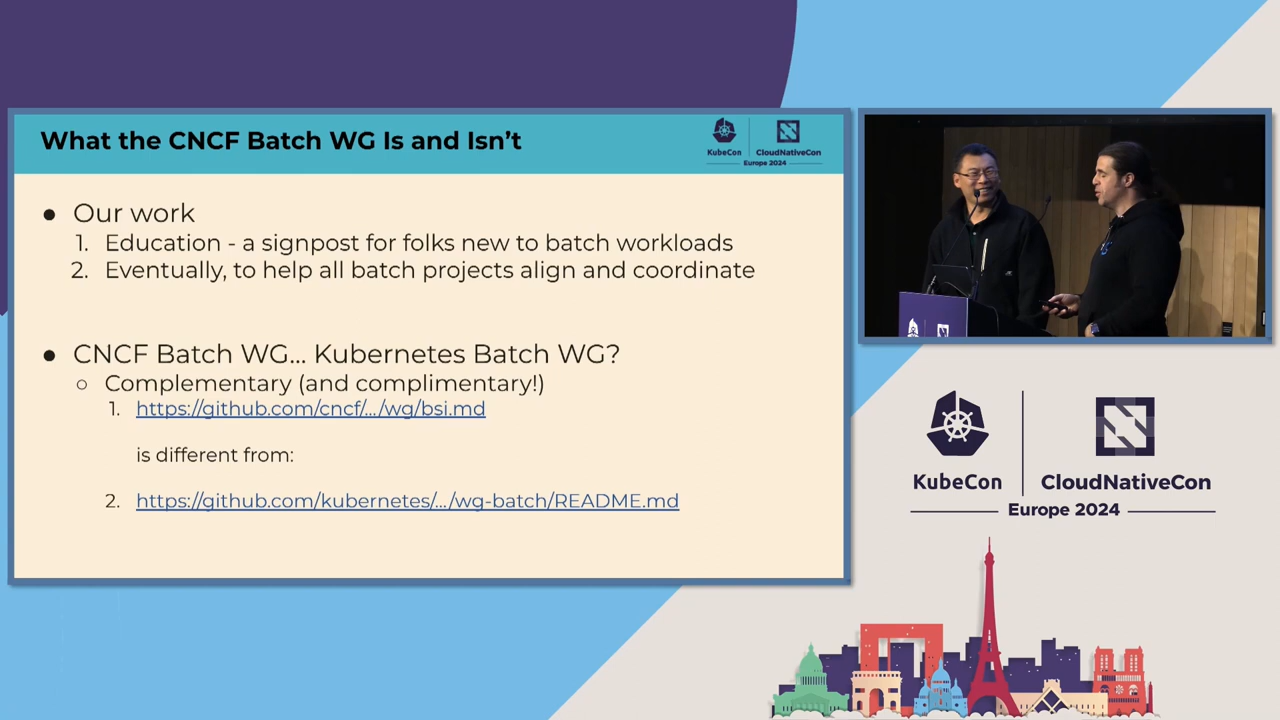 What the CNCF Batch WG Is and Isn't
KubeCon
CloudNativeCon
Europe 2024
● Our work
1. Education - a signpost for folks new to batch workloads
2. Eventually, to help all batch projects align and coordinate
● CNCF Batch WG... Kubernetes Batch WG?
○ Complementary (and complimentary!)
1. https://github.com/cncf/.../wg/bsi.md
is different from:
2. https://github.com/kubernetes/.../wg-batch/README.md
KubeCon
CloudNativeCon
Europe 2024